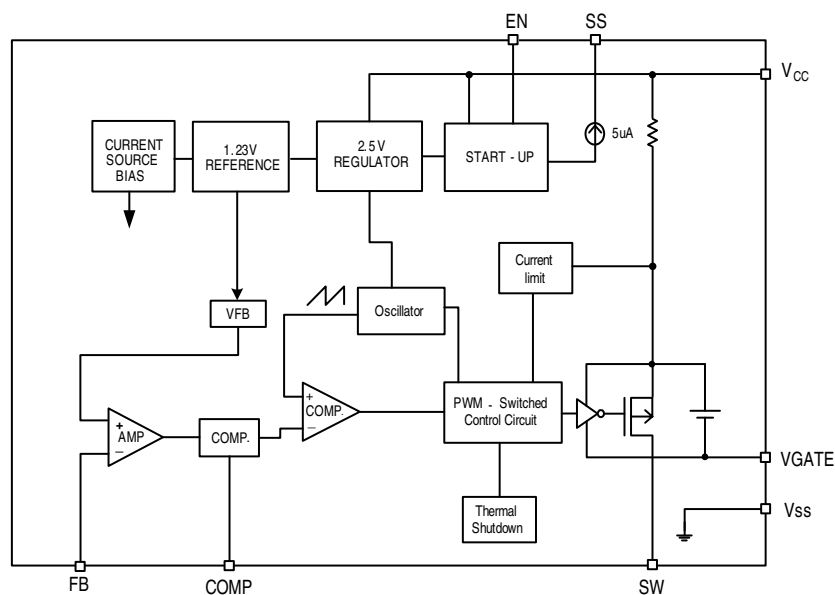 EN
SS
VCC
5uA
CURRENT
SOURCE
BIAS
1.23V
REFERENCE
2.5V
REGULATOR
START - UP
Current
limit
VFB
Oscillator
+
AMP
−
COMP.
+
COMP.
−
PWM - Switched
Control Circuit
VGATE
Thermal
Shutdown
Vss
FB
COMP
SW